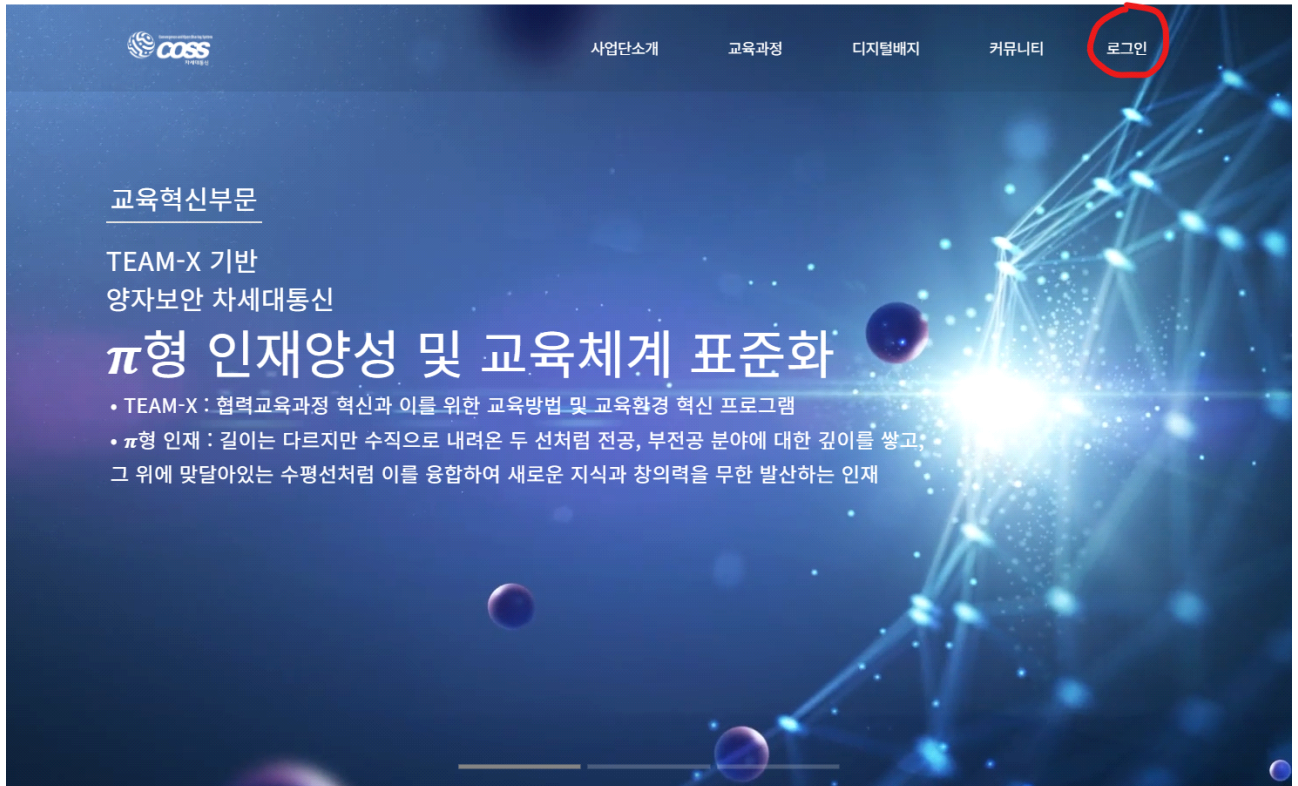 COSS
차세대통신
사업단소개 교육과정 디지털배지 커뮤니티 로그인
교육혁신부문
TEAM-X 기반
양자보안 차세대통신
π형 인재양성 및 교육체계 표준화
• TEAM-X : 협력교육과정 혁신과 이를 위한 교육방법 및 교육환경 혁신 프로그램
• π형 인재 : 길이는 다르지만 수직으로 내려온 두 선처럼 전공, 부전공 분야에 대한 깊이를 쌓고,
그 위에 맞달아있는 수평선처럼 이를 융합하여 새로운 지식과 창의력을 무한 발산하는 인재